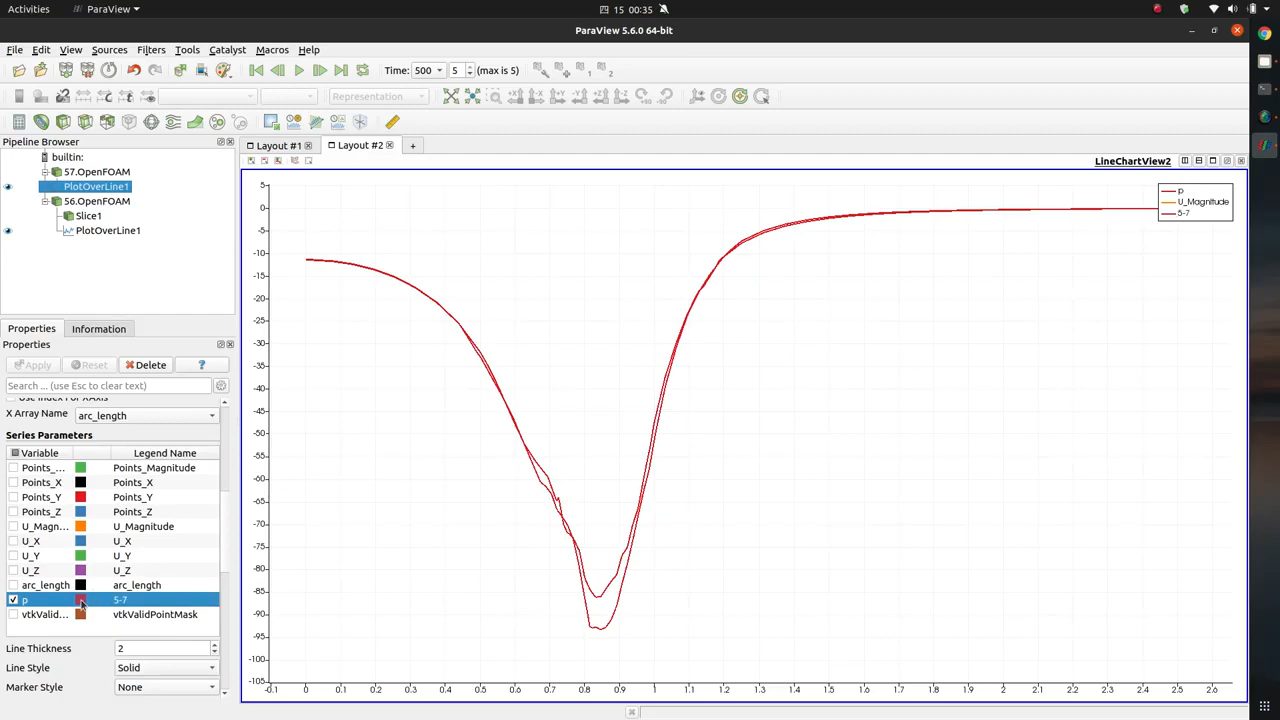 Activities ParaView 15 00:35
ParaView 5.6.0 64-bit
File Edit View Sources Filters Tools Catalyst Macros Help
Time: 500 5 (max is 5)
Representation
Pipeline Browser
Layout #1 Layout #2 +
builtin:
57.OpenFOAM
PlotOverLine1
56.OpenFOAM
Slice1
PlotOverLine1
LineChartView2
p
U_Magnitude
5-7
5
0
-5
-10
-15
-20
-25
-30
-35
-40
-45
-50
-55
-60
-65
-70
-75
-80
-85
-90
-95
-100
-105
-0.1 0 0.1 0.2 0.3 0.4 0.5 0.6 0.7 0.8 0.9 1 1.1 1.2 1.3 1.4 1.5 1.6 1.7 1.8 1.9 2 2.1 2.2 2.3 2.4 2.5 2.6
Properties Information
Properties
Apply Reset Delete ?
Search ... (use Esc to clear text)
Use Index For XAxis
X Array Name arc_length
Series Parameters
Variable Legend Name
Points_... Points_Magnitude
Points_X Points_X
Points_Y Points_Y
Points_Z Points_Z
U_Magn... U_Magnitude
U_X U_X
U_Y U_Y
U_Z U_Z
arc_length arc_length
p 5-7
vtkValid... vtkValidPointMask
Line Thickness 2
Line Style Solid
Marker Style None